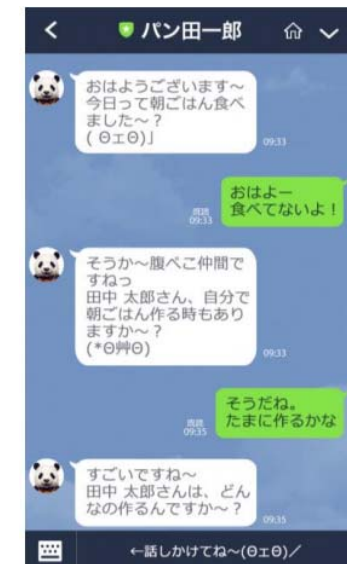 パン田一郎
おはようございます〜
今日って朝ごはん食べ
ました〜？
( ΘエΘ)」
09:33
おはよー
食べてないよ！
既読
09:33
そうか〜腹ぺこ仲間で
すねっ
田中 太郎さん、自分で
朝ごはん作る時もあり
ますか〜？
(*Θ艸Θ)
09:33
そうだね。
たまに作るかな
既読
09:35
すごいですね〜
田中 太郎さんは、どん
なの作るんですか〜？
09:35
←話しかけてね〜(ΘエΘ)／